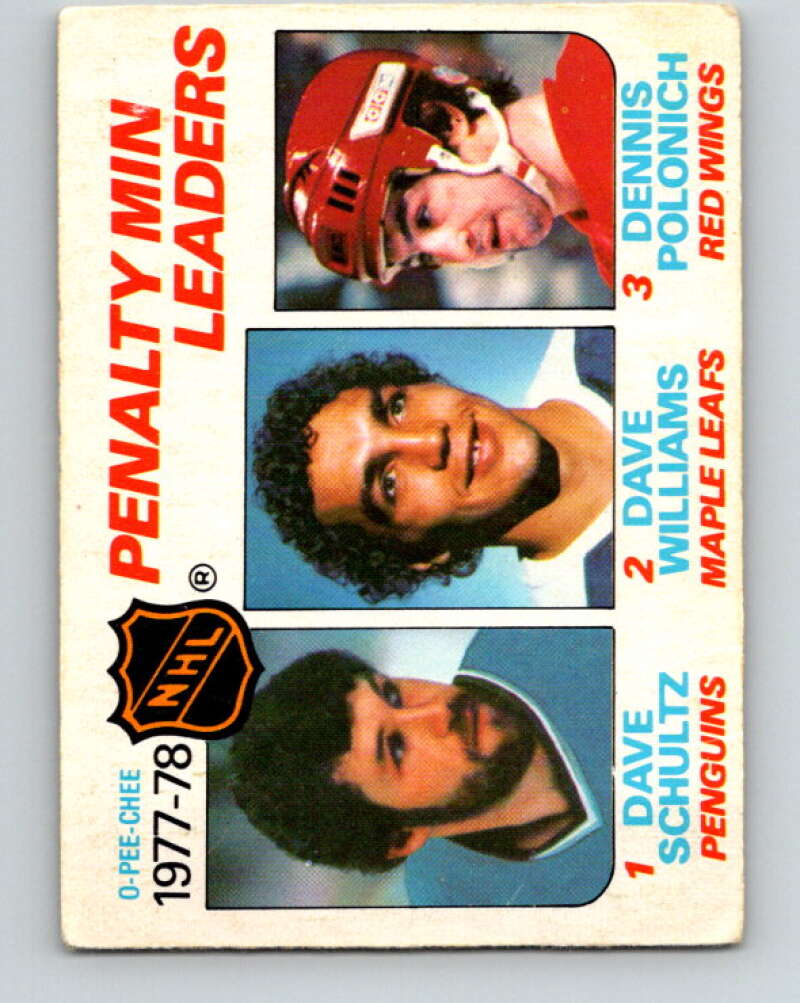 O-PEE-CHEE
1977-78
NHL
®
PENALTY MIN
LEADERS
1 DAVE
SCHULTZ
PENGUINS
2 DAVE
WILLIAMS
MAPLE LEAFS
3 DENNIS
POLONICH
RED WINGS